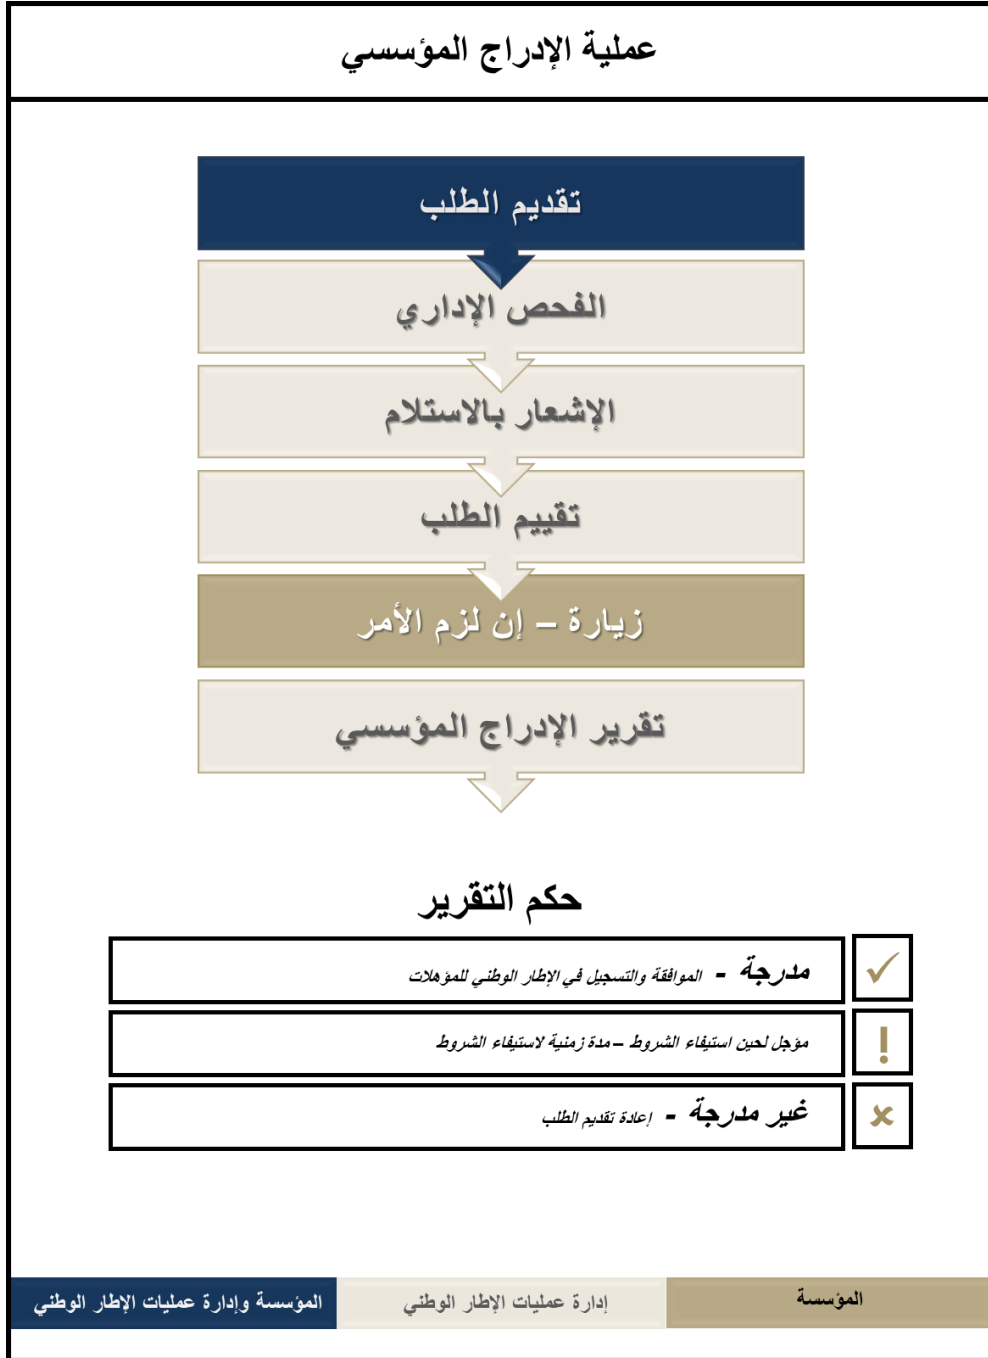 عملية الإدراج المؤسسي
تقديم الطلب
الفحص الإداري
الإشعار بالاستلام
تقييم الطلب
زيارة – إن لزم الأمر
تقرير الإدراج المؤسسي
حكم التقرير
مدرجة - الموافقة والتسجيل في الإطار الوطني للمؤهلات
مؤجل لحين استيفاء الشروط – مدة زمنية لاستيفاء الشروط
غير مدرجة - إعادة تقديم الطلب
المؤسسة
إدارة عمليات الإطار الوطني
المؤسسة وإدارة عمليات الإطار الوطني